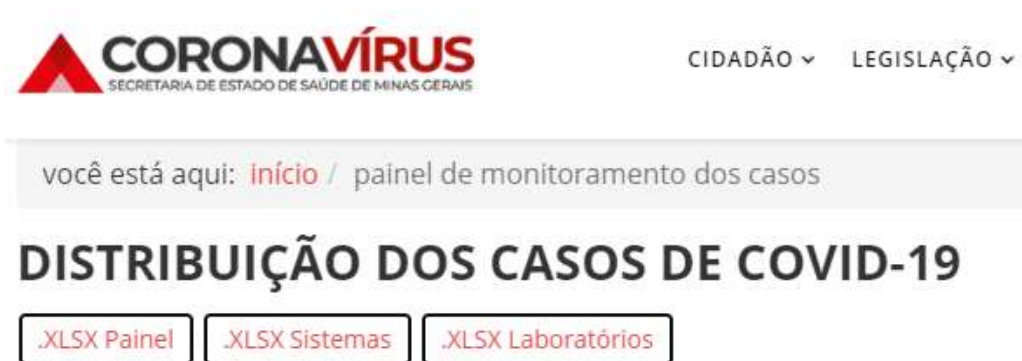 CORONAVÍRUS
SECRETARIA DE ESTADO DE SAÚDE DE MINAS GERAIS
CIDADÃO LEGISLAÇÃO
você está aqui: início / painel de monitoramento dos casos
DISTRIBUIÇÃO DOS CASOS DE COVID-19
.XLSX Painel .XLSX Sistemas .XLSX Laboratórios